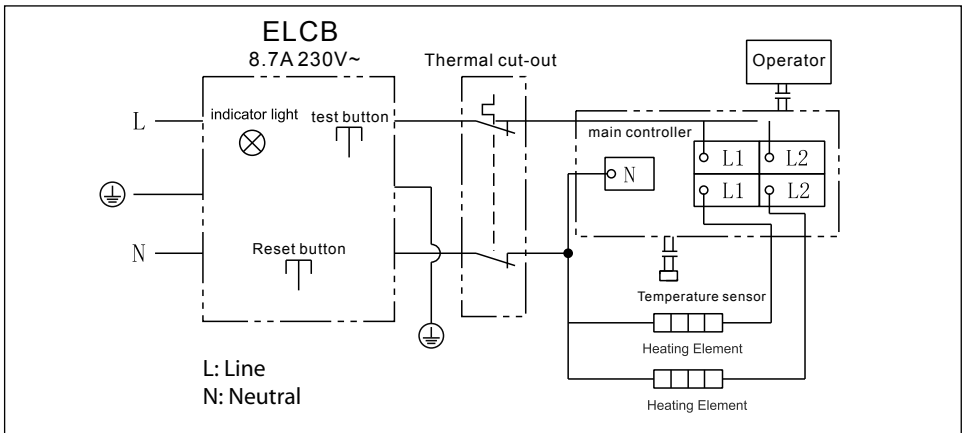 ELCB
8.7A 230V~
Thermal cut-out
Operator
indicator light
test button
L
main controller
L1
L2
N
L1
L2
N
Reset button
Temperature sensor
Heating Element
L: Line
N: Neutral
Heating Element